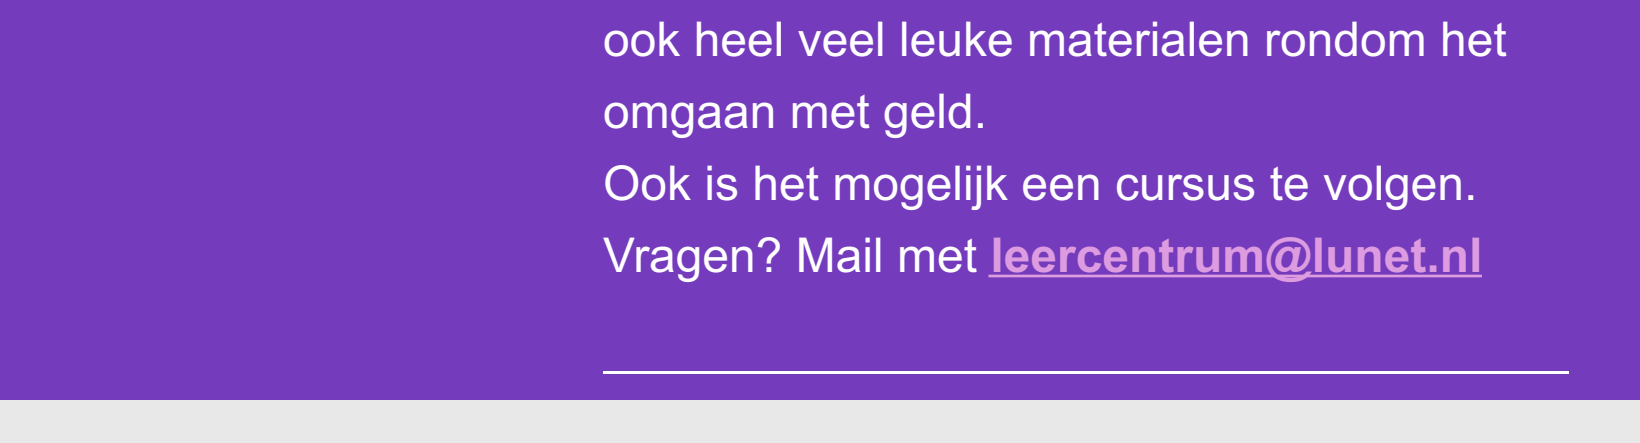 ook heel veel leuke materialen rondom het
omgaan met geld.
Ook is het mogelijk een cursus te volgen.
Vragen? Mail met leercentrum@lunet.nl